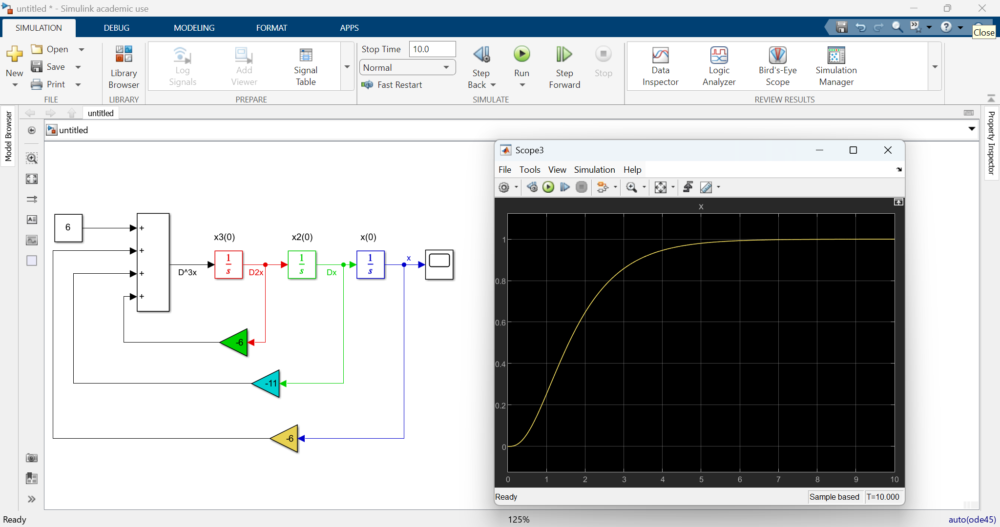 untitled * - Simulink academic use
SIMULATION
DEBUG
MODELING
FORMAT
APPS
Close
New
Open
Save
Print
FILE
Library Browser
LIBRARY
Log Signals
Add Viewer
Signal Table
PREPARE
Stop Time 10.0
Normal
Fast Restart
Step Back
Run
Step Forward
Stop
SIMULATE
Data Inspector
Logic Analyzer
Bird's-Eye Scope
Simulation Manager
REVIEW RESULTS
Model Browser
untitled
untitled
Property Inspector
6
+
+
+
+
D^3x
x3(0)
1
s
D2x
x2(0)
1
s
Dx
x(0)
1
s
x
-6
-11
-6
Scope3
File Tools View Simulation Help
x
1
0.8
0.6
0.4
0.2
0
0 1 2 3 4 5 6 7 8 9 10
Ready
Sample based T=10.000
Ready
125%
auto(ode45)